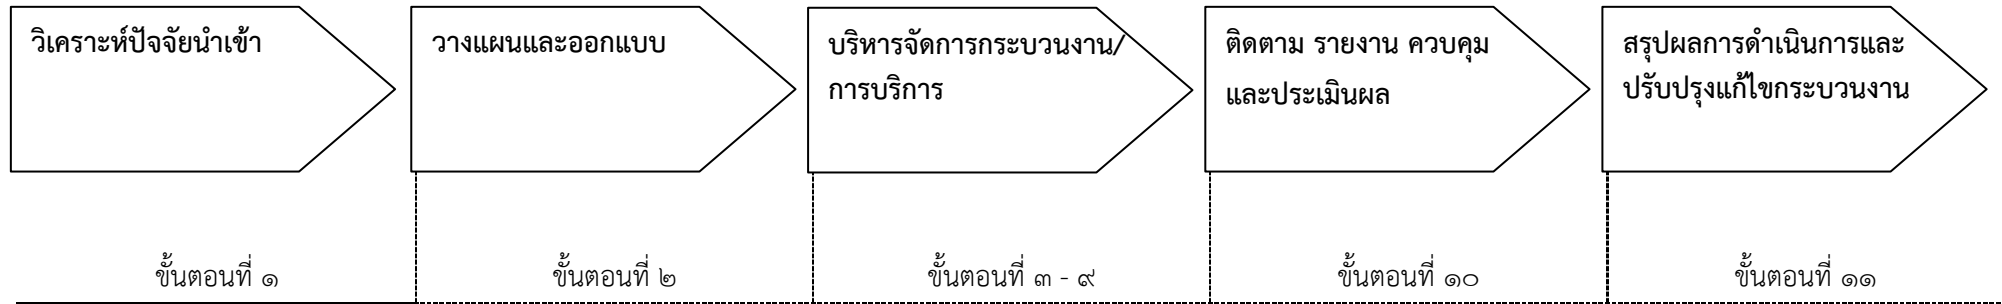 วิเคราะห์ปัจจัยนำเข้า
วางแผนและออกแบบ
บริหารจัดการกระบวนงาน/
การบริการ
ติดตาม รายงาน ควบคุม
และประเมินผล
สรุปผลการดำเนินการและ
ปรับปรุงแก้ไขกระบวนงาน
ขั้นตอนที่ ๑
ขั้นตอนที่ ๒
ขั้นตอนที่ ๓ - ๙
ขั้นตอนที่ ๑๐
ขั้นตอนที่ ๑๑